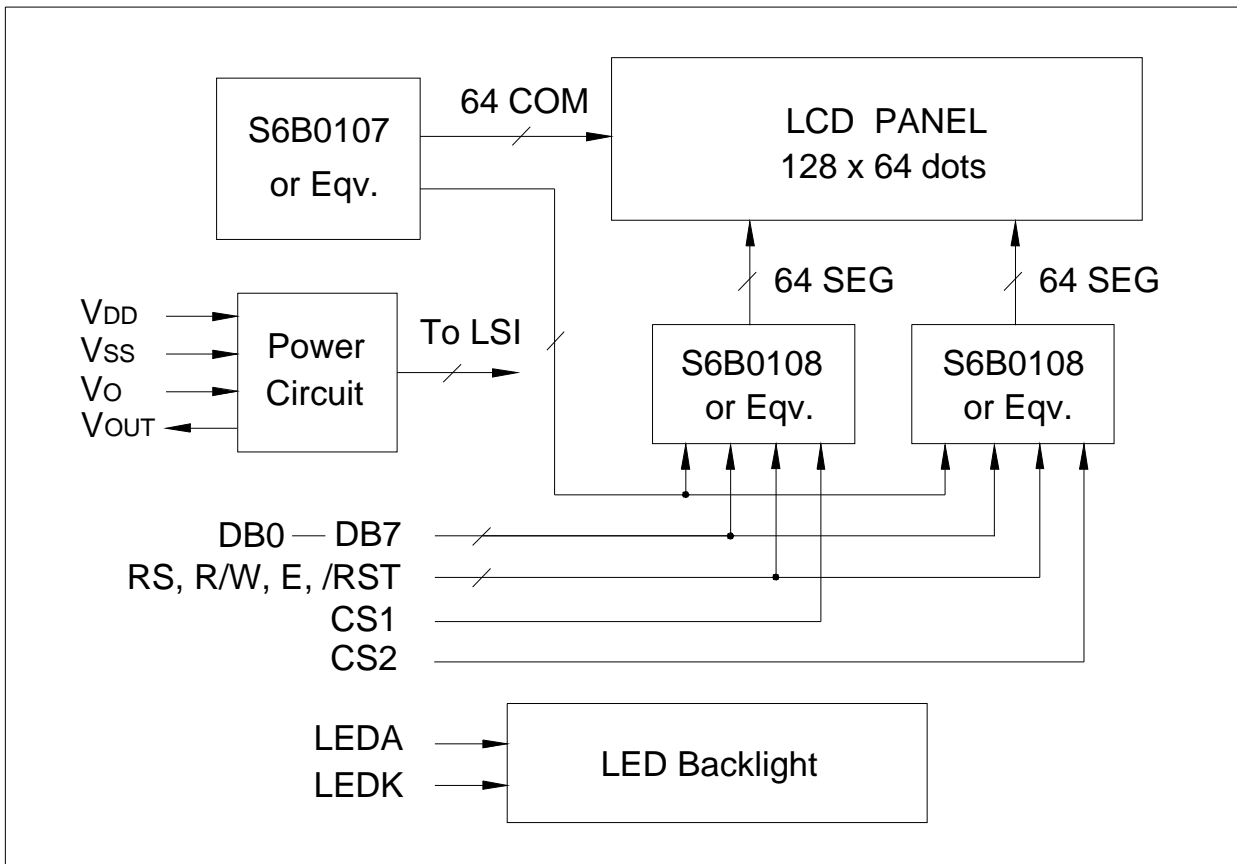 S6B0107
or Eqv.
64 COM
LCD PANEL
128 x 64 dots
64 SEG
64 SEG
VDD
VSS
VO
VOUT
Power
Circuit
To LSI
S6B0108
or Eqv.
S6B0108
or Eqv.
DB0 — DB7
RS, R/W, E, /RST
CS1
CS2
LEDA
LEDK
LED Backlight